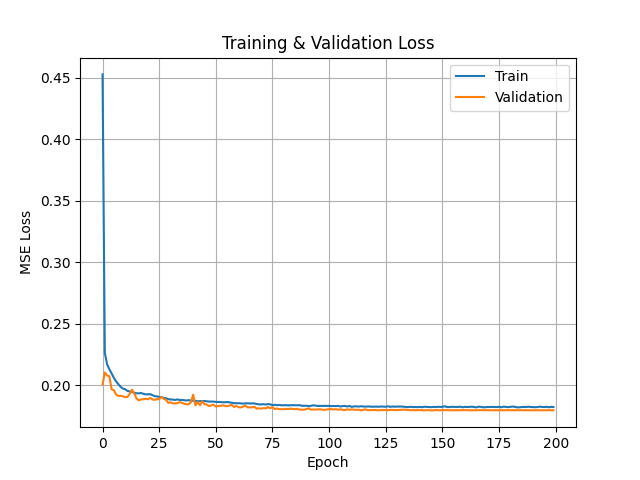 Training & Validation Loss
Train
Validation
MSE Loss
0.45
0.40
0.35
0.30
0.25
0.20
0 25 50 75 100 125 150 175 200
Epoch